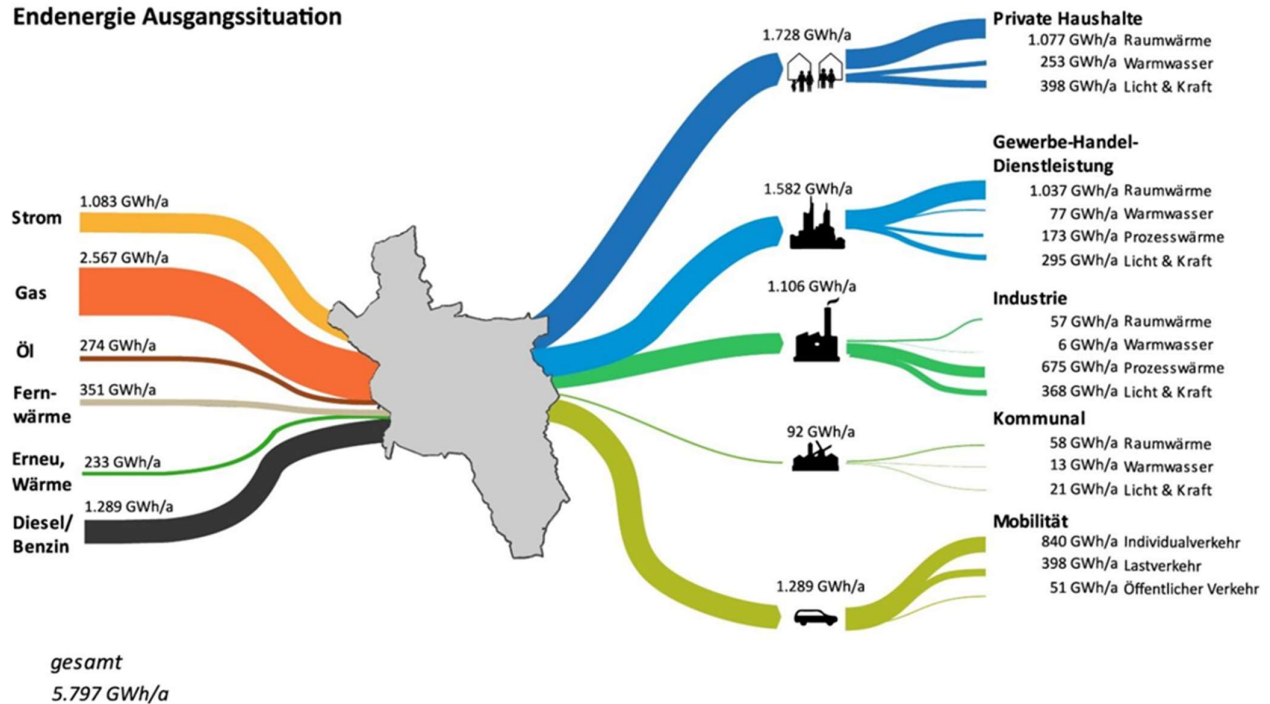 Endenergie Ausgangssituation
Strom
1.083 GWh/a
Gas
2.567 GWh/a
Öl
274 GWh/a
Fern-
wärme
351 GWh/a
Erneu,
Wärme
233 GWh/a
Diesel/
Benzin
1.289 GWh/a
gesamt
5.797 GWh/a
1.728 GWh/a
Private Haushalte
1.077 GWh/a Raumwärme
253 GWh/a Warmwasser
398 GWh/a Licht & Kraft
1.582 GWh/a
Gewerbe-Handel-
Dienstleistung
1.037 GWh/a Raumwärme
77 GWh/a Warmwasser
173 GWh/a Prozesswärme
295 GWh/a Licht & Kraft
1.106 GWh/a
Industrie
57 GWh/a Raumwärme
6 GWh/a Warmwasser
675 GWh/a Prozesswärme
368 GWh/a Licht & Kraft
92 GWh/a
Kommunal
58 GWh/a Raumwärme
13 GWh/a Warmwasser
21 GWh/a Licht & Kraft
1.289 GWh/a
Mobilität
840 GWh/a Individualverkehr
398 GWh/a Lastverkehr
51 GWh/a Öffentlicher Verkehr